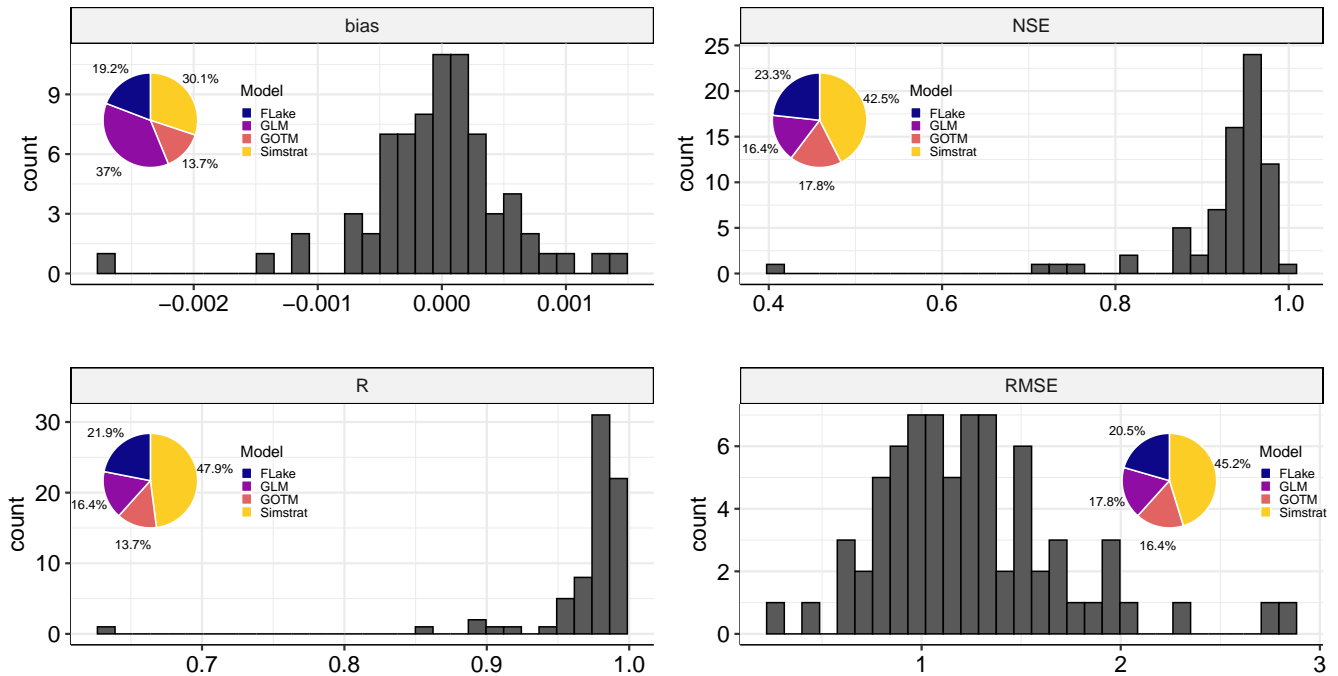 bias
count
9
6
3
0
−0.002
−0.001
0.000
0.001
19.2%
30.1%
37%
13.7%
Model
FLake
GLM
GOTM
Simstrat
NSE
count
25
20
15
10
5
0
0.4
0.6
0.8
1.0
23.3%
42.5%
16.4%
17.8%
Model
FLake
GLM
GOTM
Simstrat
R
count
30
20
10
0
0.7
0.8
0.9
1.0
21.9%
47.9%
16.4%
13.7%
Model
FLake
GLM
GOTM
Simstrat
RMSE
count
6
4
2
0
1
2
3
20.5%
45.2%
17.8%
16.4%
Model
FLake
GLM
GOTM
Simstrat